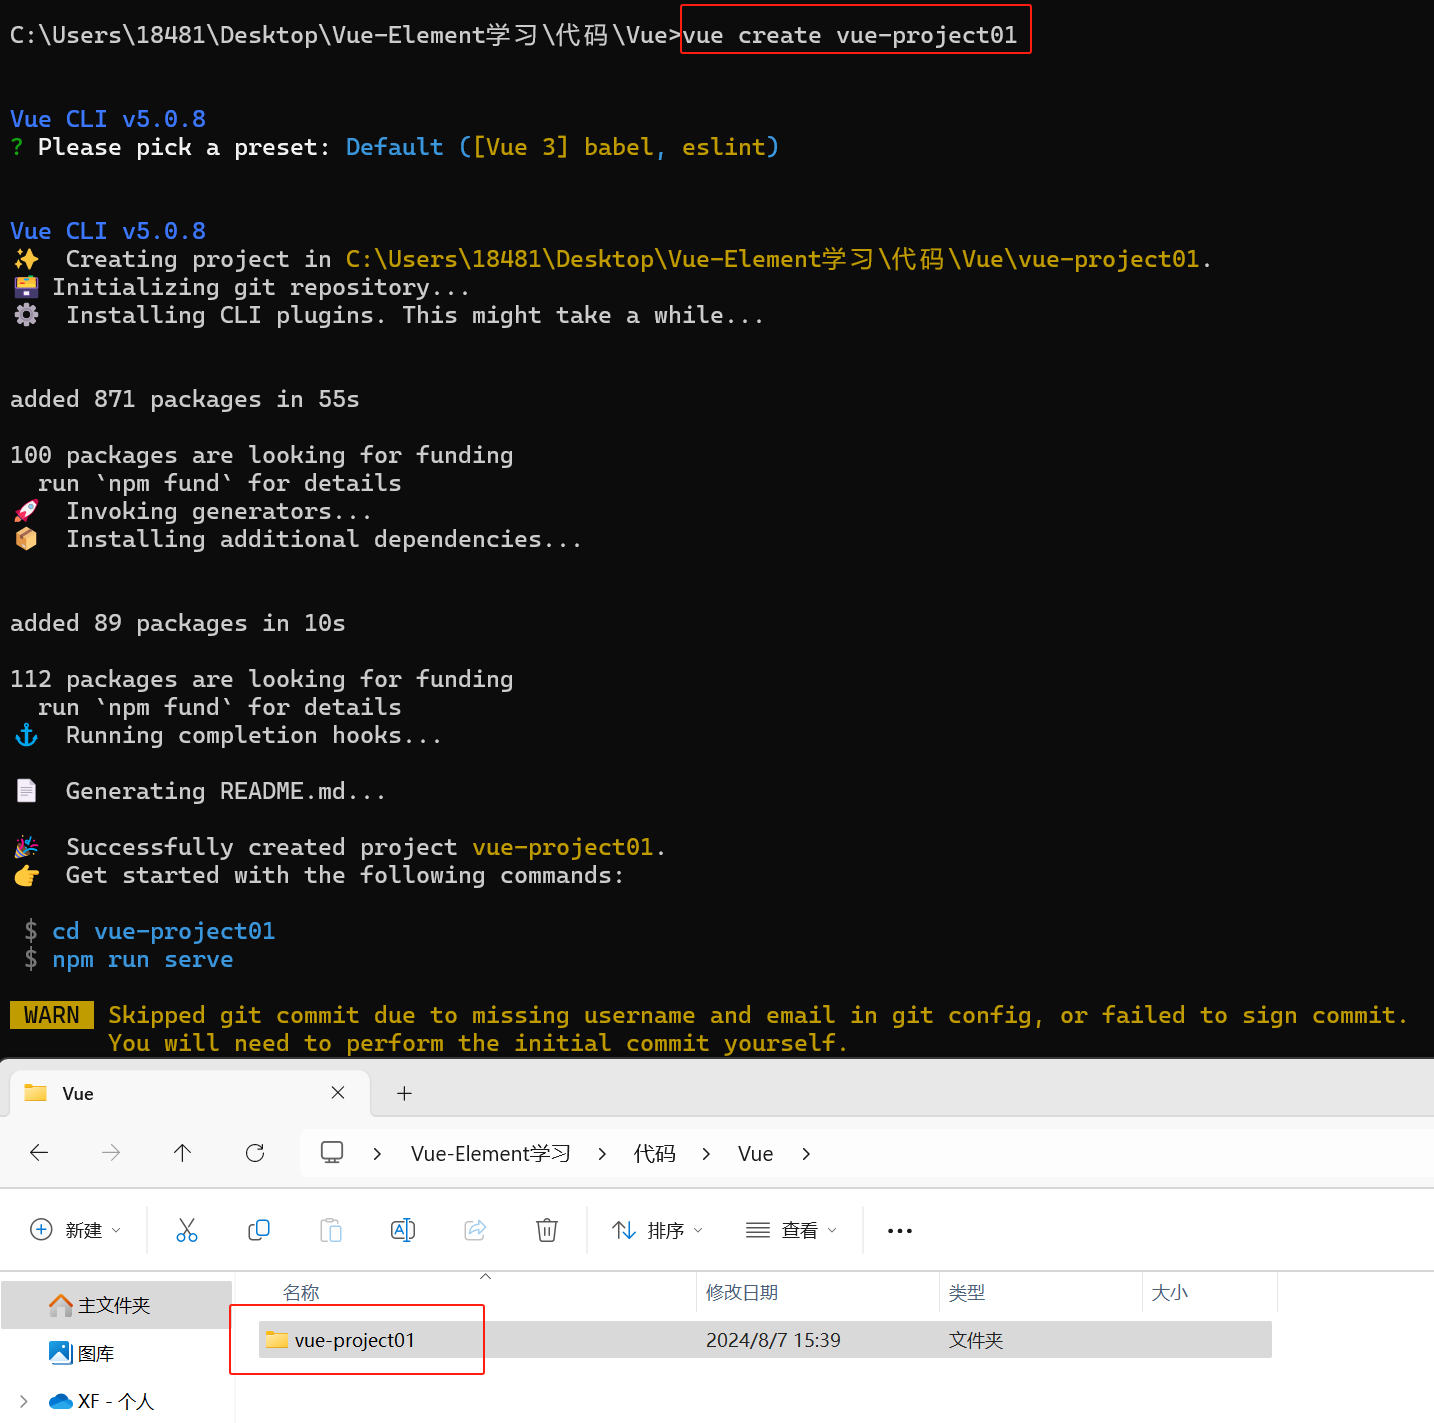 C:\Users\18481\Desktop\Vue-Element学习\代码\Vue>vue create vue-project01
Vue CLI v5.0.8
? Please pick a preset: Default ([Vue 3] babel, eslint)
Vue CLI v5.0.8
✨  Creating project in C:\Users\18481\Desktop\Vue-Element学习\代码\Vue\vue-project01.
🗃 Initializing git repository...
⚙  Installing CLI plugins. This might take a while...
added 871 packages in 55s
100 packages are looking for funding
run `npm fund` for details
🚀  Invoking generators...
📦  Installing additional dependencies...
added 89 packages in 10s
112 packages are looking for funding
run `npm fund` for details
⚓  Running completion hooks...
📄  Generating README.md...
🎉  Successfully created project vue-project01.
👉  Get started with the following commands:
$ cd vue-project01
$ npm run serve
WARN Skipped git commit due to missing username and email in git config, or failed to sign commit.
You will need to perform the initial commit yourself.
Vue
Vue-Element学习 > 代码 > Vue >
新建 排序 查看 ...
名称 修改日期 类型 大小
主文件夹
vue-project01 2024/8/7 15:39 文件夹
图库
XF - 个人